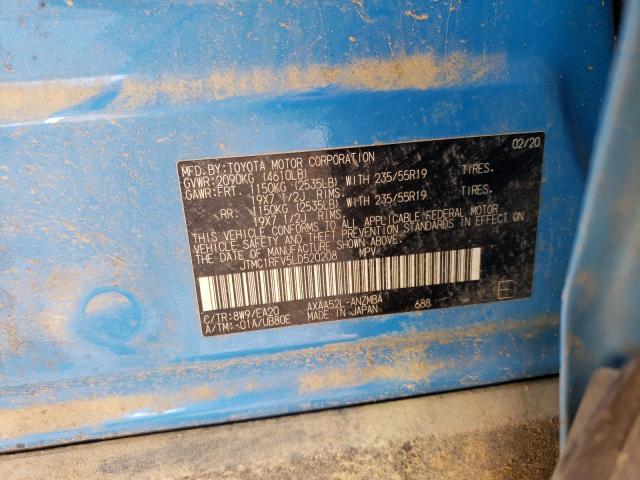 MFD.BY:TOYOTA MOTOR CORPORATION 02/20
GVWR:2090KG (4610LB)
GAWR:FRT. 1150KG (2535LB) WITH 235/55R19 TIRES.
19X7 1/2J RIMS.
RR: 1150KG (2535LB) WITH 235/55R19 TIRES.
19X7 1/2J RIMS.
THIS VEHICLE CONFORMS TO ALL APPLICABLE FEDERAL MOTOR
VEHICLE SAFETY AND THEFT PREVENTION STANDARDS IN EFFECT ON
THE DATE OF MANUFACTURE SHOWN ABOVE.
JTMC1RFV5LD520208 MPV
C/TR:8W9/EA20 AXAA52L-ANZMBA 688
A/TM:-01A/UB80E MADE IN JAPAN
E